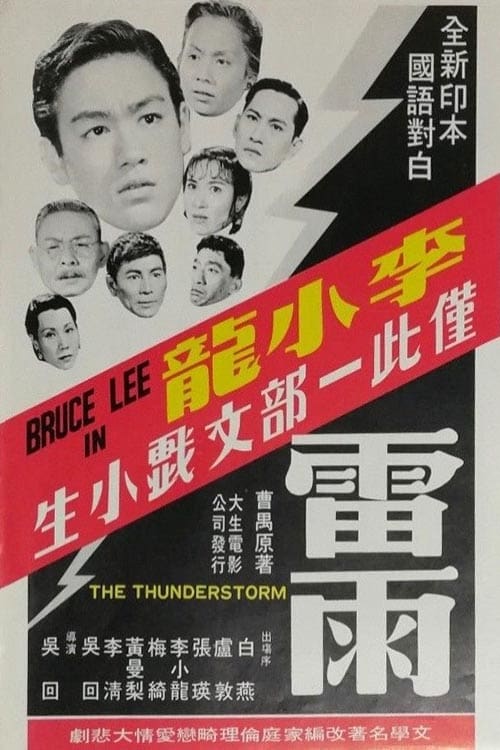 全新印本
國語對白
李小龍
BRUCE LEE
IN
僅此一部文戲小生
雷雨
曹禺原著
大生電影
公司發行
THE THUNDERSTORM
出場序
白燕
盧敦
張瑛
李小龍
梅綺
黃曼梨
李清
吳回
導演
吳回
文學名著改編家庭倫理畸戀愛情大悲劇